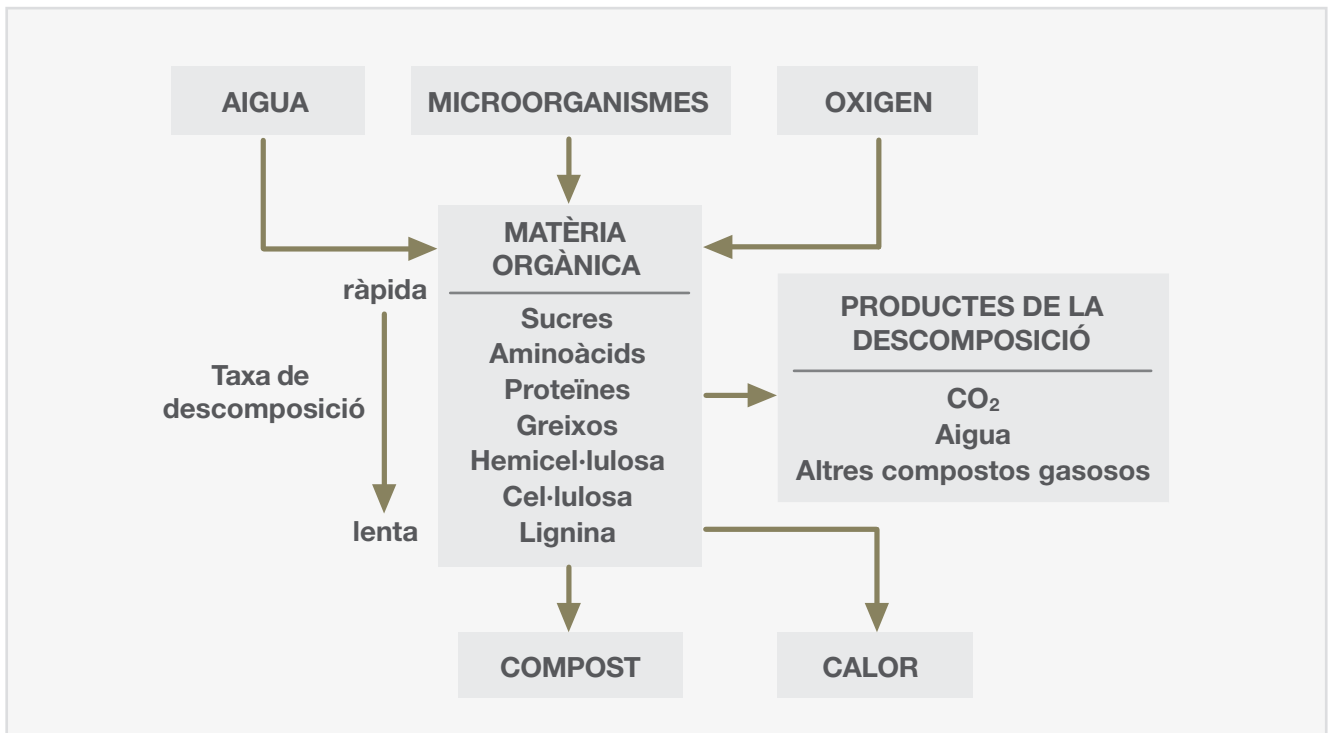 AIGUA
MICROORGANISMES
OXIGEN
MATÈRIA
ORGÀNICA
Sucres
Aminoàcids
Proteïnes
Greixos
Hemicel·lulosa
Cel·lulosa
Lignina
ràpida
Taxa de
descomposició
lenta
PRODUCTES DE LA
DESCOMPOSICIÓ
CO₂
Aigua
Altres compostos gasosos
COMPOST
CALOR